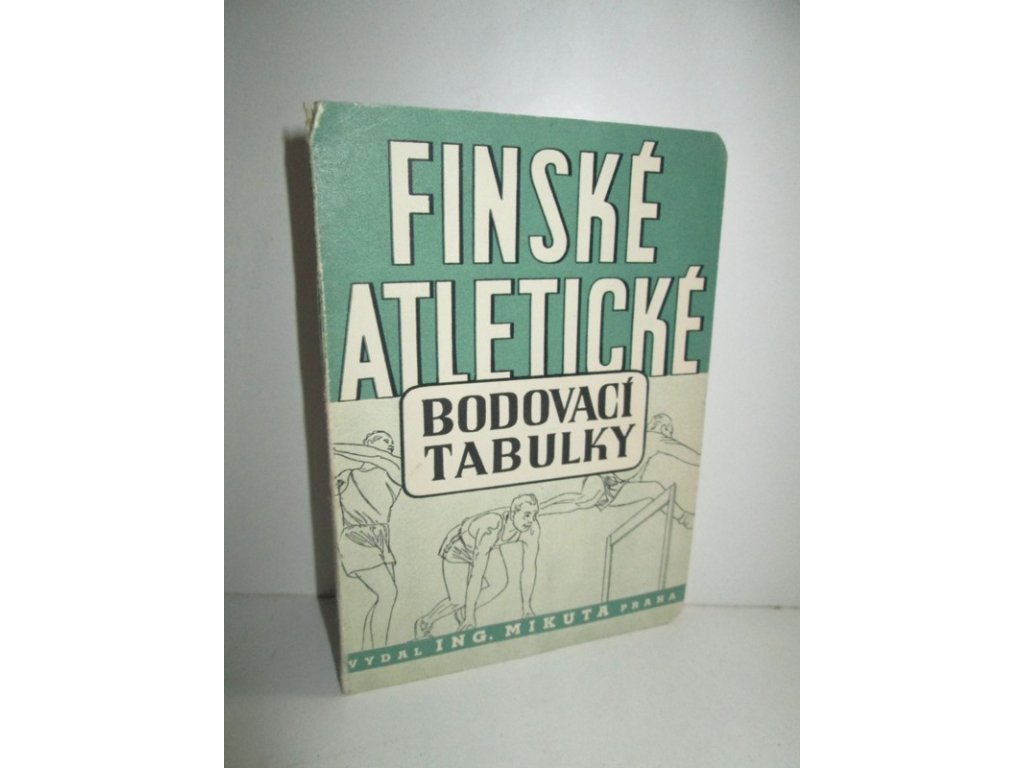 FINSKÉ
ATLETICKÉ
BODOVACÍ
TABULKY
VYDAL ING. MIKUTA PRAHA